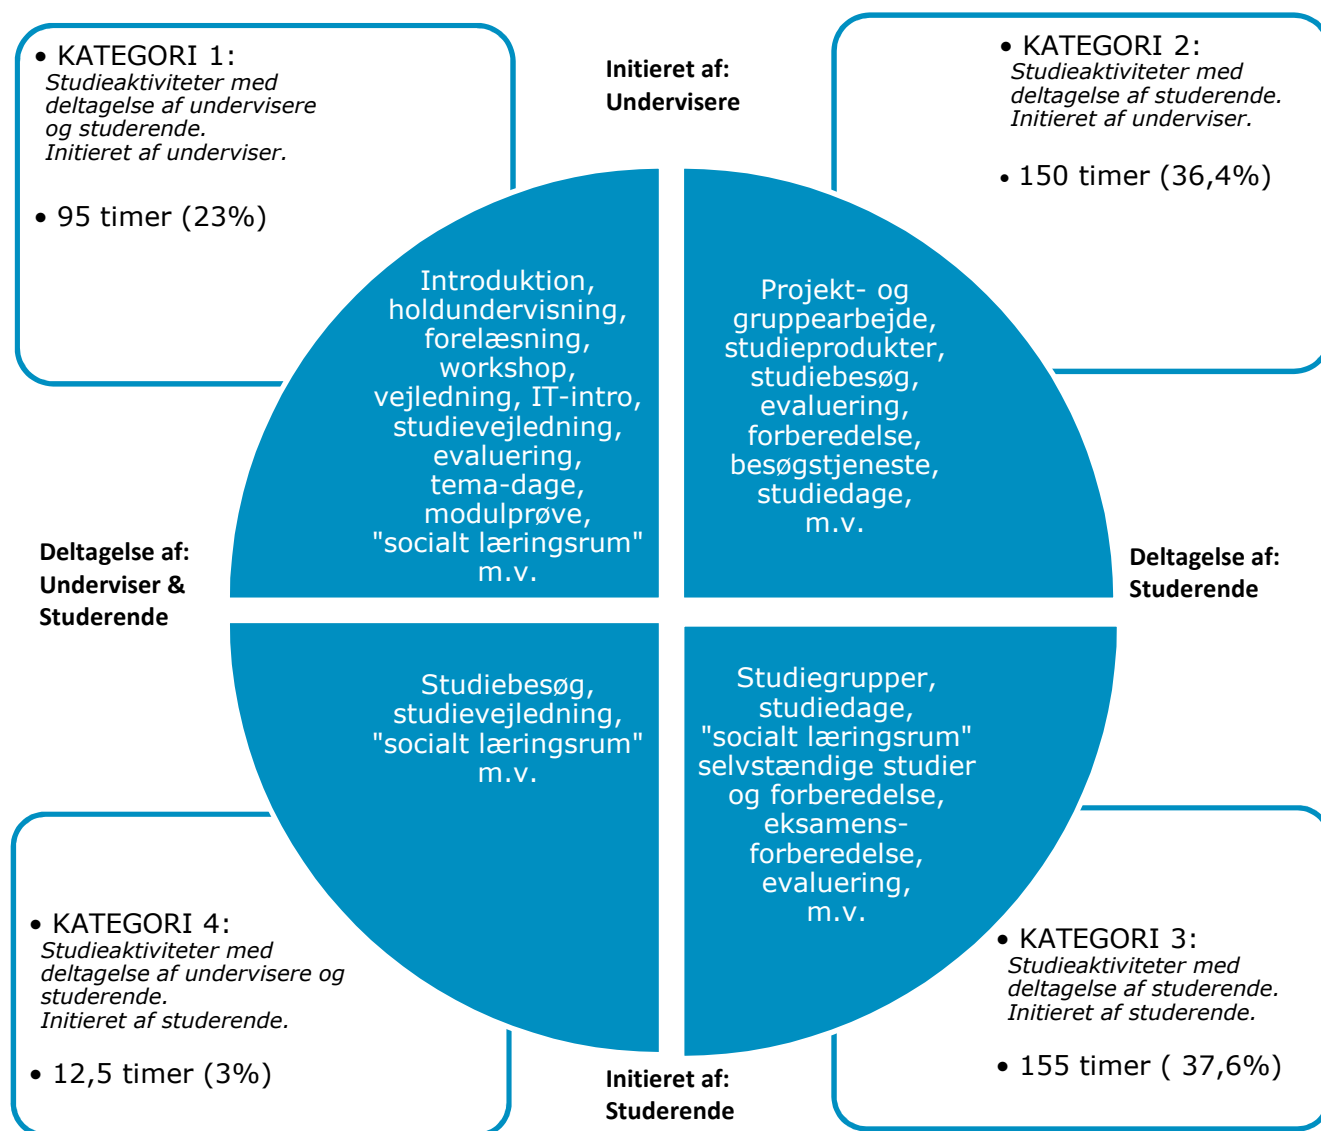 • KATEGORI 1:
Studieaktiviteter med
deltagelse af undervisere
og studerende.
Initieret af underviser.
• 95 timer (23%)
Initieret af:
Undervisere
• KATEGORI 2:
Studieaktiviteter med
deltagelse af studerende.
Initieret af underviser.
• 150 timer (36,4%)
Introduktion,
holdundervisning,
forelæsning,
workshop,
vejledning, IT-intro,
studievejledning,
evaluering,
tema-dage,
modulprøve,
"socialt læringsrum"
m.v.
Projekt- og
gruppearbejde,
studieprodukter,
studiebesøg,
evaluering,
forberedelse,
besøgstjeneste,
studiedage,
m.v.
Deltagelse af:
Underviser &
Studerende
Deltagelse af:
Studerende
Studiebesøg,
studievejledning,
"socialt læringsrum"
m.v.
Studiegrupper,
studiedage,
"socialt læringsrum"
selvstændige studier
og forberedelse,
eksamens-
forberedelse,
evaluering,
m.v.
• KATEGORI 4:
Studieaktiviteter med
deltagelse af undervisere og
studerende.
Initieret af studerende.
• 12,5 timer (3%)
Initieret af:
Studerende
• KATEGORI 3:
Studieaktiviteter med
deltagelse af studerende.
Initieret af studerende.
• 155 timer ( 37,6%)